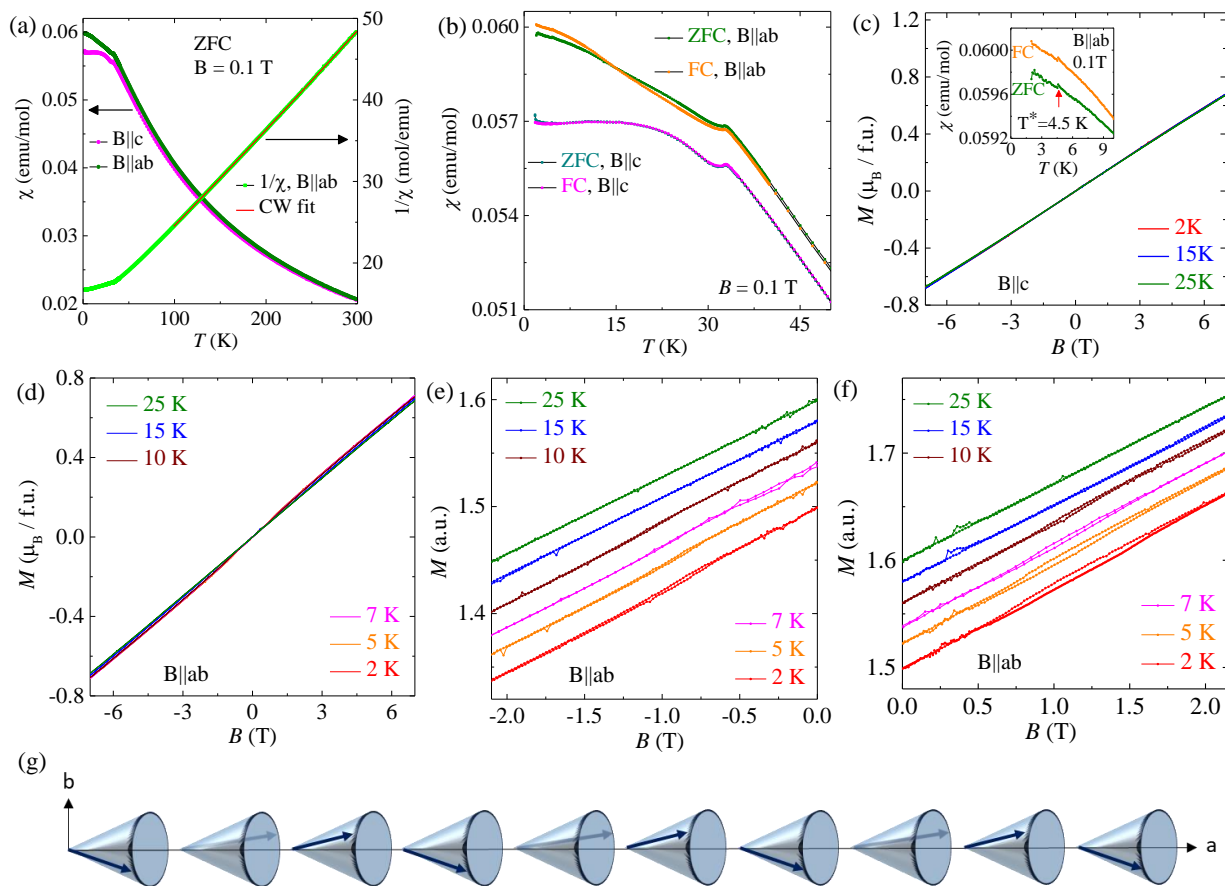 (a)
ZFC
B = 0.1 T
B||c
B||ab
1/χ, B||ab
CW fit
χ (emu/mol)
0.06
0.05
0.04
0.03
0.02
1/χ (mol/emu)
50
40
30
20
0
100
200
300
T (K)
(b)
ZFC, B||ab
FC, B||ab
ZFC, B||c
FC, B||c
B = 0.1 T
χ (emu/mol)
0.060
0.057
0.054
0.051
0
15
30
45
T (K)
(c)
M (μB / f.u.)
1.2
0.8
0.4
0.0
-0.4
-0.8
-6
-3
0
3
6
B (T)
2K
15K
25K
B||c
χ (emu/mol)
0.0600
0.0596
0.0592
FC
ZFC
B||ab
0.1T
T*=4.5 K
0
3
6
9
T (K)
(d)
M (μB / f.u.)
0.8
0.4
0.0
-0.4
-0.8
25 K
15 K
10 K
7 K
5 K
2 K
B||ab
-6
-3
0
3
6
B (T)
(e)
M (a.u.)
1.6
1.5
1.4
25 K
15 K
10 K
7 K
5 K
2 K
B||ab
-2.0
-1.5
-1.0
-0.5
0.0
B (T)
(f)
M (a.u.)
1.7
1.6
1.5
25 K
15 K
10 K
7 K
5 K
2 K
B||ab
0.0
0.5
1.0
1.5
2.0
B (T)
(g)
b
a